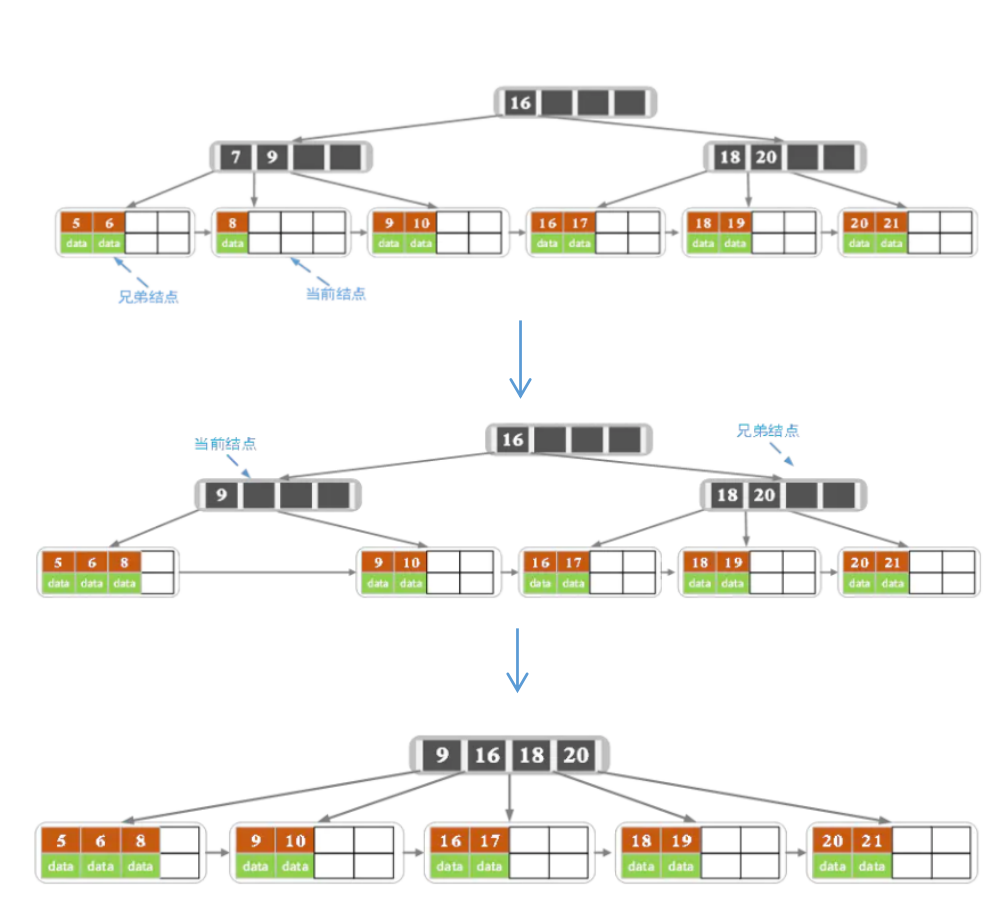 16
7 9 18 20
5 6 8 9 10 16 17 18 19 20 21
data data data data data data data data data data data
兄弟结点 当前结点
当前结点 兄弟结点
16
9 18 20
5 6 8 9 10 16 17 18 19 20 21
data data data data data data data data data data data
9 16 18 20
5 6 8 9 10 16 17 18 19 20 21
data data data data data data data data data data data